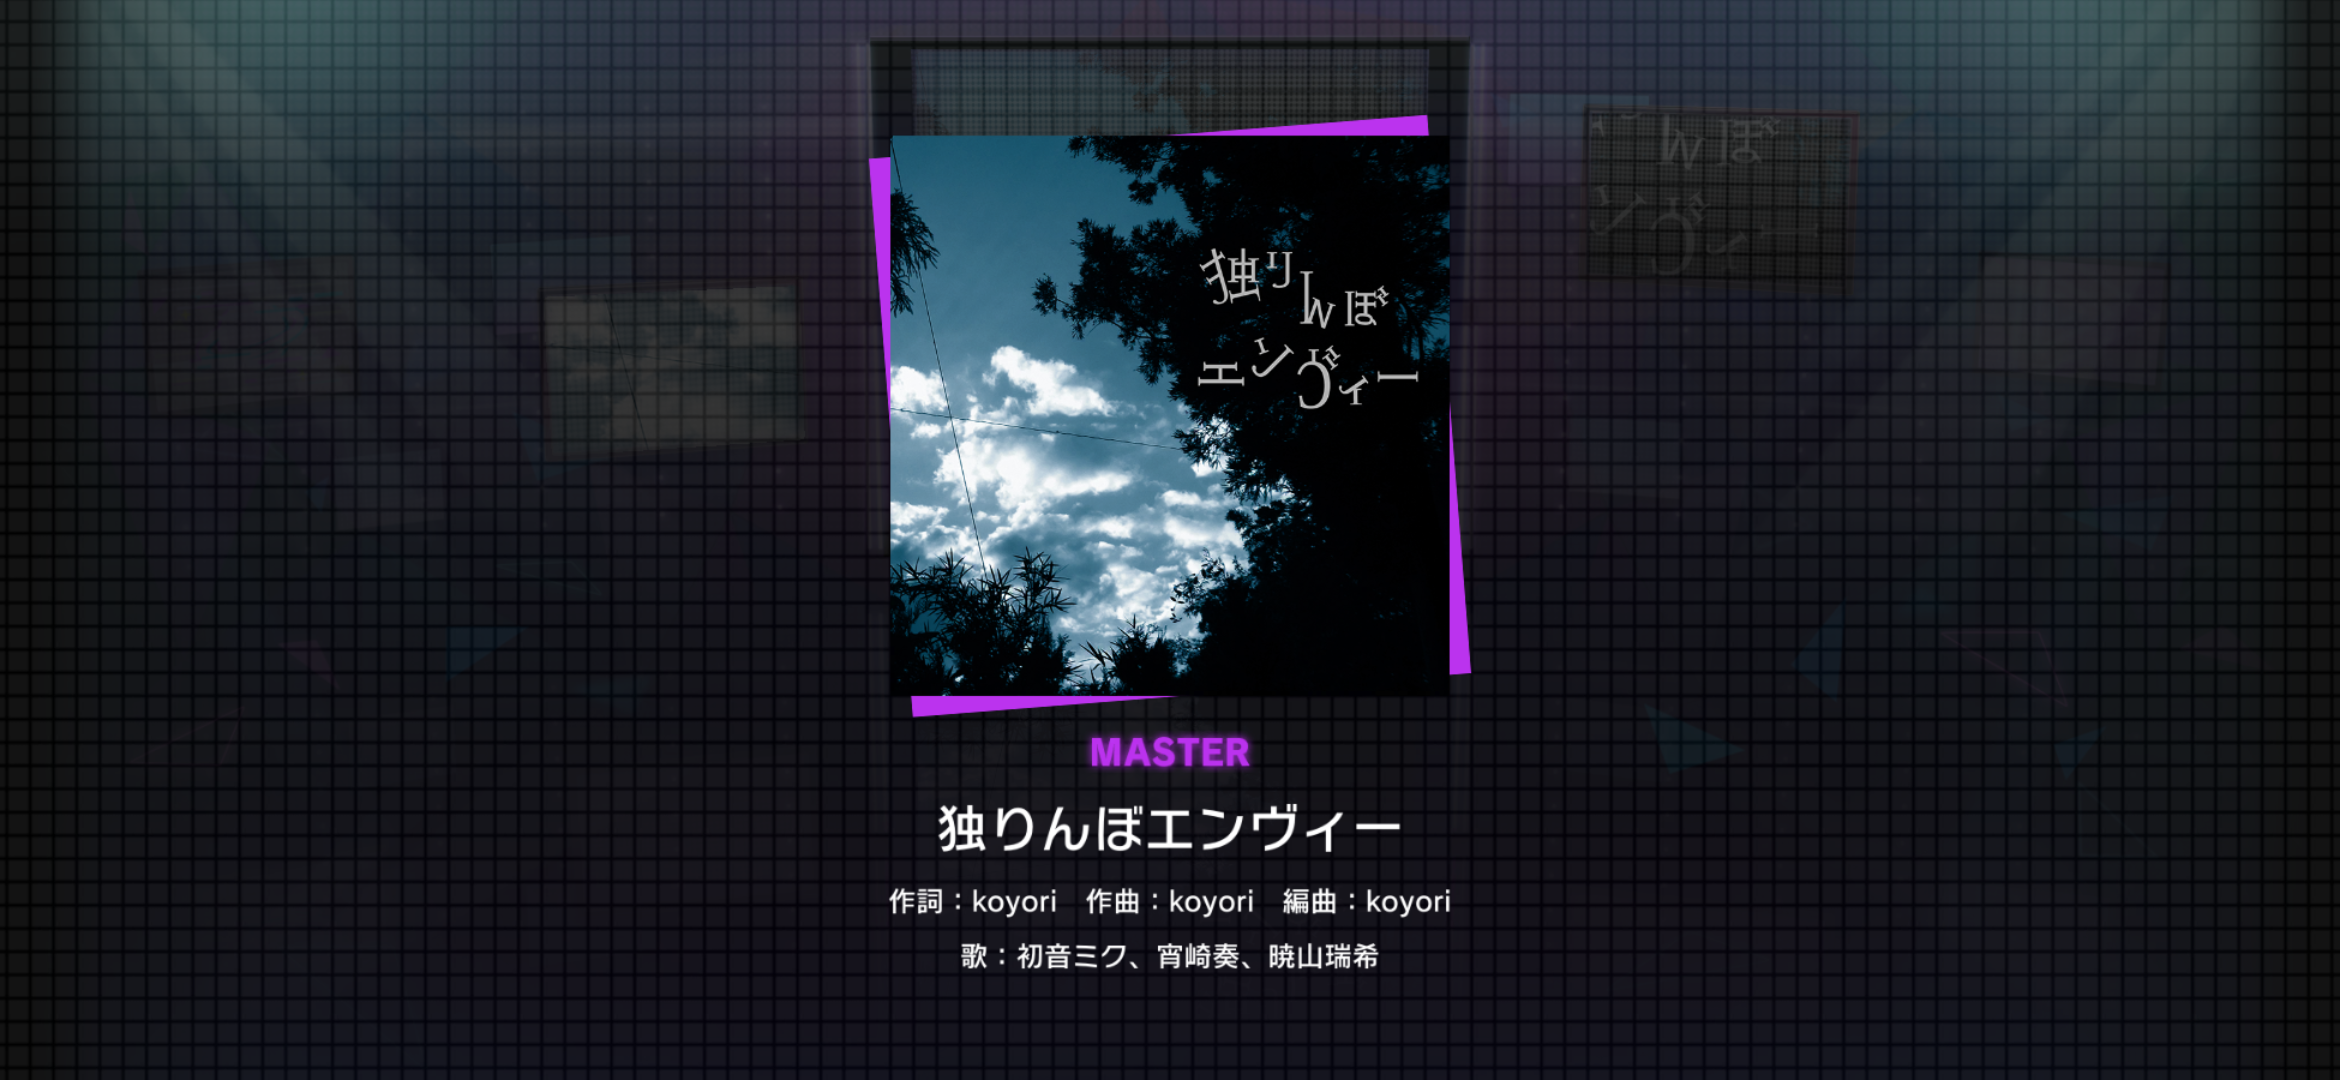 独りんぼ
エンヴィー
MASTER
独りんぼエンヴィー
作詞：koyori　作曲：koyori　編曲：koyori
歌：初音ミク、宵崎奏、暁山瑞希